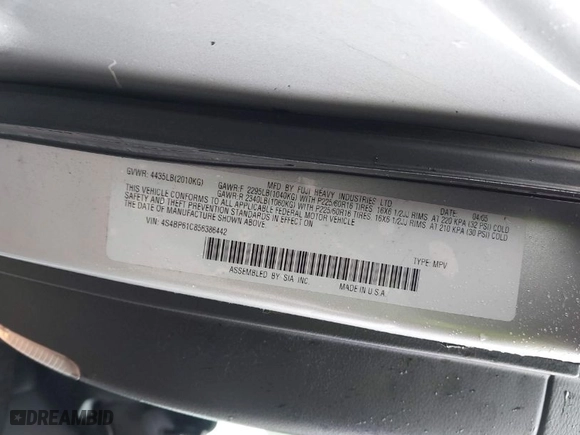 MFD BY FUJI HEAVY INDUSTRIES LTD 04/05
GVWR: 4435LB(2010KG) GAWR:F 2295LB(1040KG) WITH P225/60R16 TIRES 16X6 1/2JJ RIMS AT 220 KPA (32 PSI) COLD
GAWR:R 2340LB(1060KG) WITH P225/60R16 TIRES 16X6 1/2JJ RIMS AT 210 KPA (30 PSI) COLD
THIS VEHICLE CONFORMS TO ALL APPLICABLE FEDERAL MOTOR VEHICLE
SAFETY AND THEFT PREVENTION STANDARDS IN EFFECT ON
THE DATE OF MANUFACTURE SHOWN ABOVE.
VIN: 4S4BP61C856386442 TYPE: MPV
ASSEMBLED BY SIA INC. MADE IN U.S.A.
DREAMBID